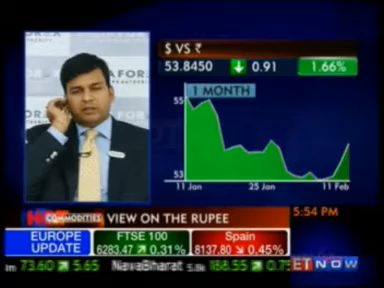 $ VS ₹
53.8450 0.91 1.66%
1 MONTH
55
53
11 Jan 25 Jan 11 Feb
5:54 PM
COMMODITIES VIEW ON THE RUPEE
EUROPE UPDATE
FTSE 100
6283.47 0.31%
Spain
8137.80 0.45%
73.60 5.65 NavaBharat 188.55
ET NOW